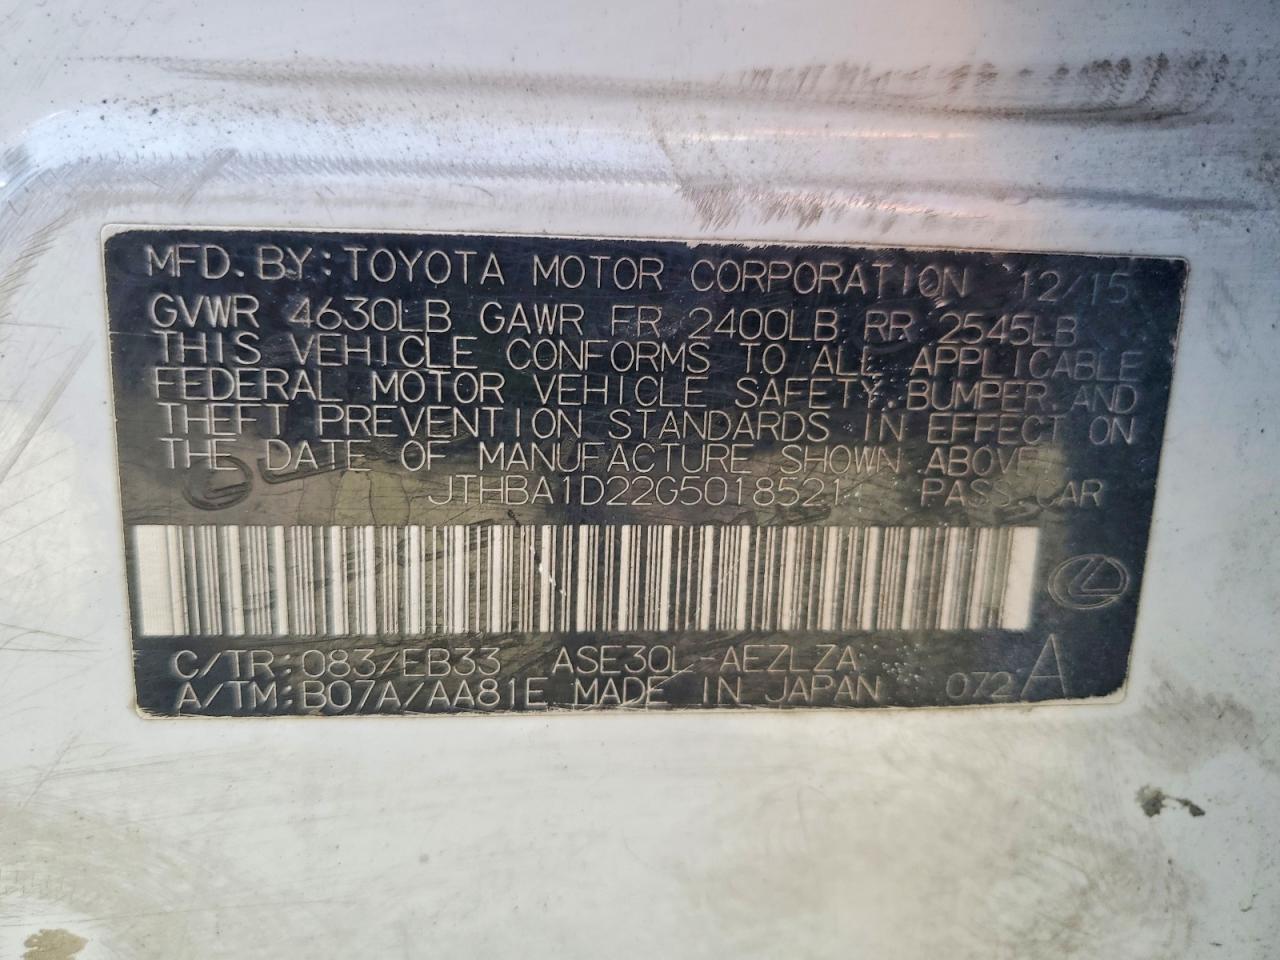 MFD. BY: TOYOTA MOTOR CORPORATION 12/15
GVWR 4630LB GAWR FR 2400LB RR 2545LB
THIS VEHICLE CONFORMS TO ALL APPLICABLE
FEDERAL MOTOR VEHICLE SAFETY, BUMPER, AND
THEFT PREVENTION STANDARDS IN EFFECT ON
THE DATE OF MANUFACTURE SHOWN ABOVE.
JTHBA1D22G5018521 PASS. CAR
C/TR: 083/EB33 ASE30L-AEZLZA
A/TM: B07A/AA81E MADE IN JAPAN 072 A